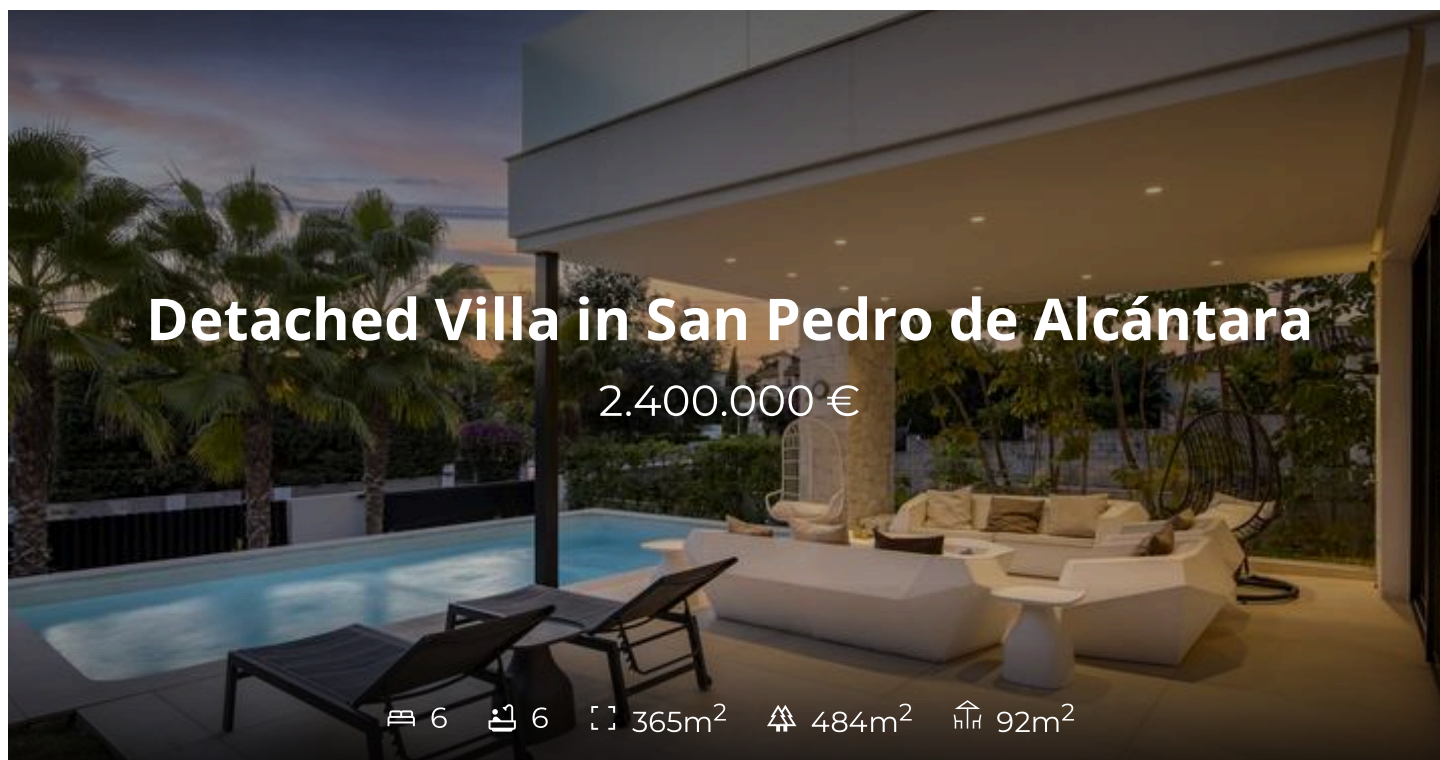 Detached Villa in San Pedro de Alcántara
2.400.000 €
6 6 365m² 484m² 92m²